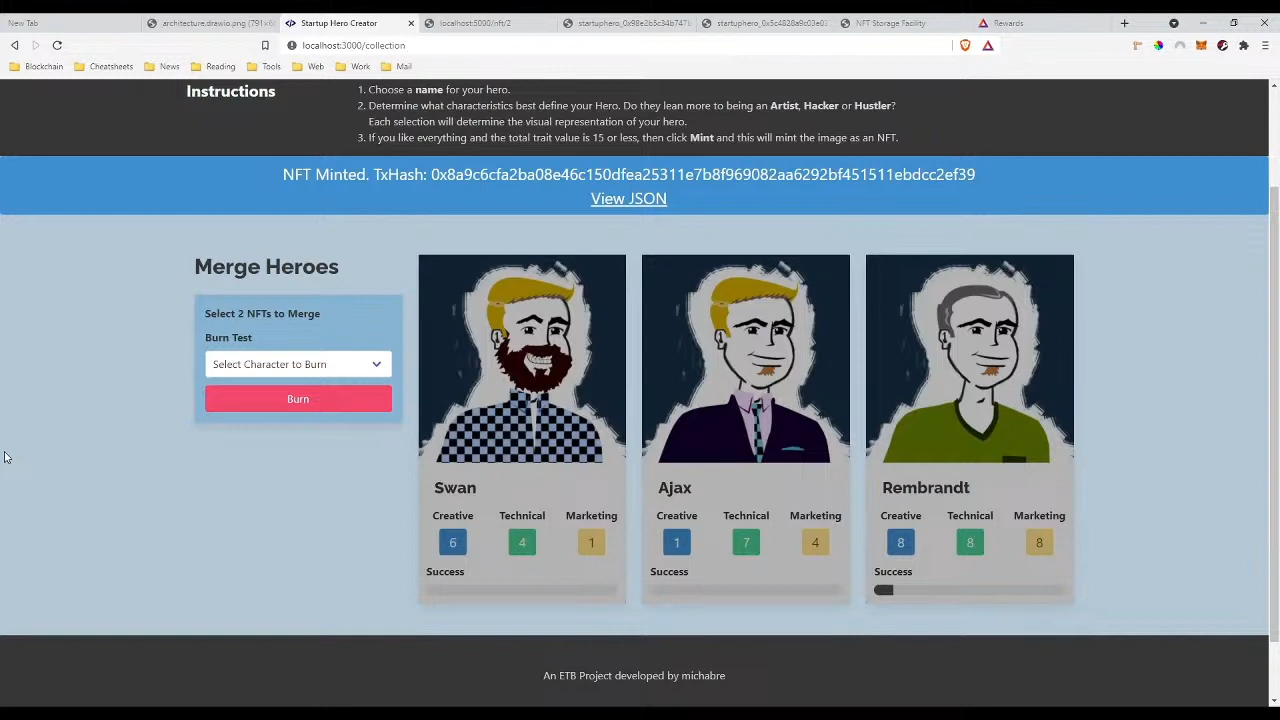 New Tab
architecture.drawio.png (791×6
Startup Hero Creator
localhost:5000/nft/2
NFT Storage Facility
Rewards
localhost:3000/collection
Blockchain
Cheatsheets
News
Reading
Tools
Web
Work
Mail
Instructions
1. Choose a name for your hero.
2. Determine what characteristics best define your Hero. Do they lean more to being an Artist, Hacker or Hustler?
Each selection will determine the visual representation of your hero.
3. If you like everything and the total trait value is 15 or less, then click Mint and this will mint the image as an NFT.
NFT Minted. TxHash: 0x8a9c6cfa2ba08e46c150dfea25311e7b8f969082aa6292bf451511ebdcc2ef39
View JSON
Merge Heroes
Select 2 NFTs to Merge
Burn Test
Select Character to Burn
Burn
Swan
Creative Technical Marketing
6 4 1
Success
Ajax
Creative Technical Marketing
1 7 4
Success
Rembrandt
Creative Technical Marketing
8 8 8
Success
An ETB Project developed by michabre